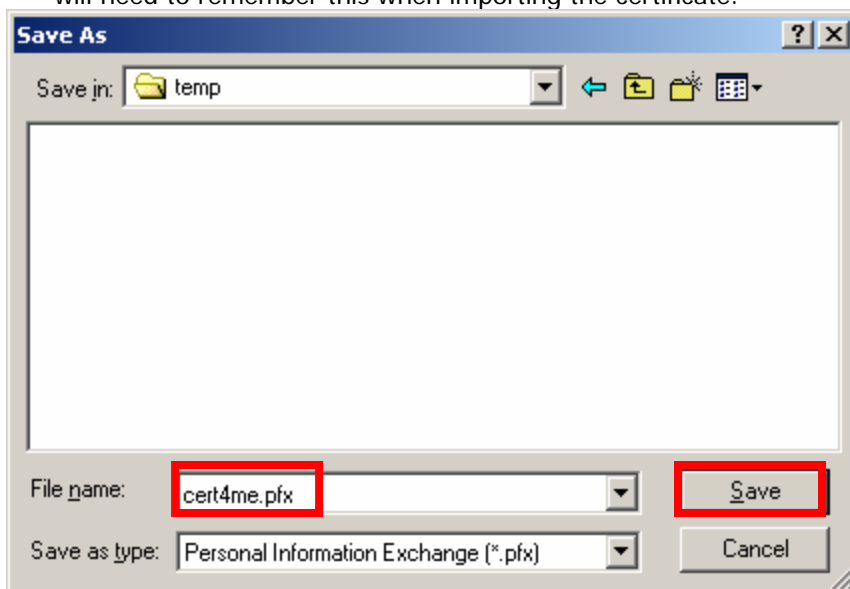 will need to remember this when importing the certificate.
Save As
Save in: temp
File name: cert4me.pfx Save
Save as type: Personal Information Exchange (*.pfx) Cancel